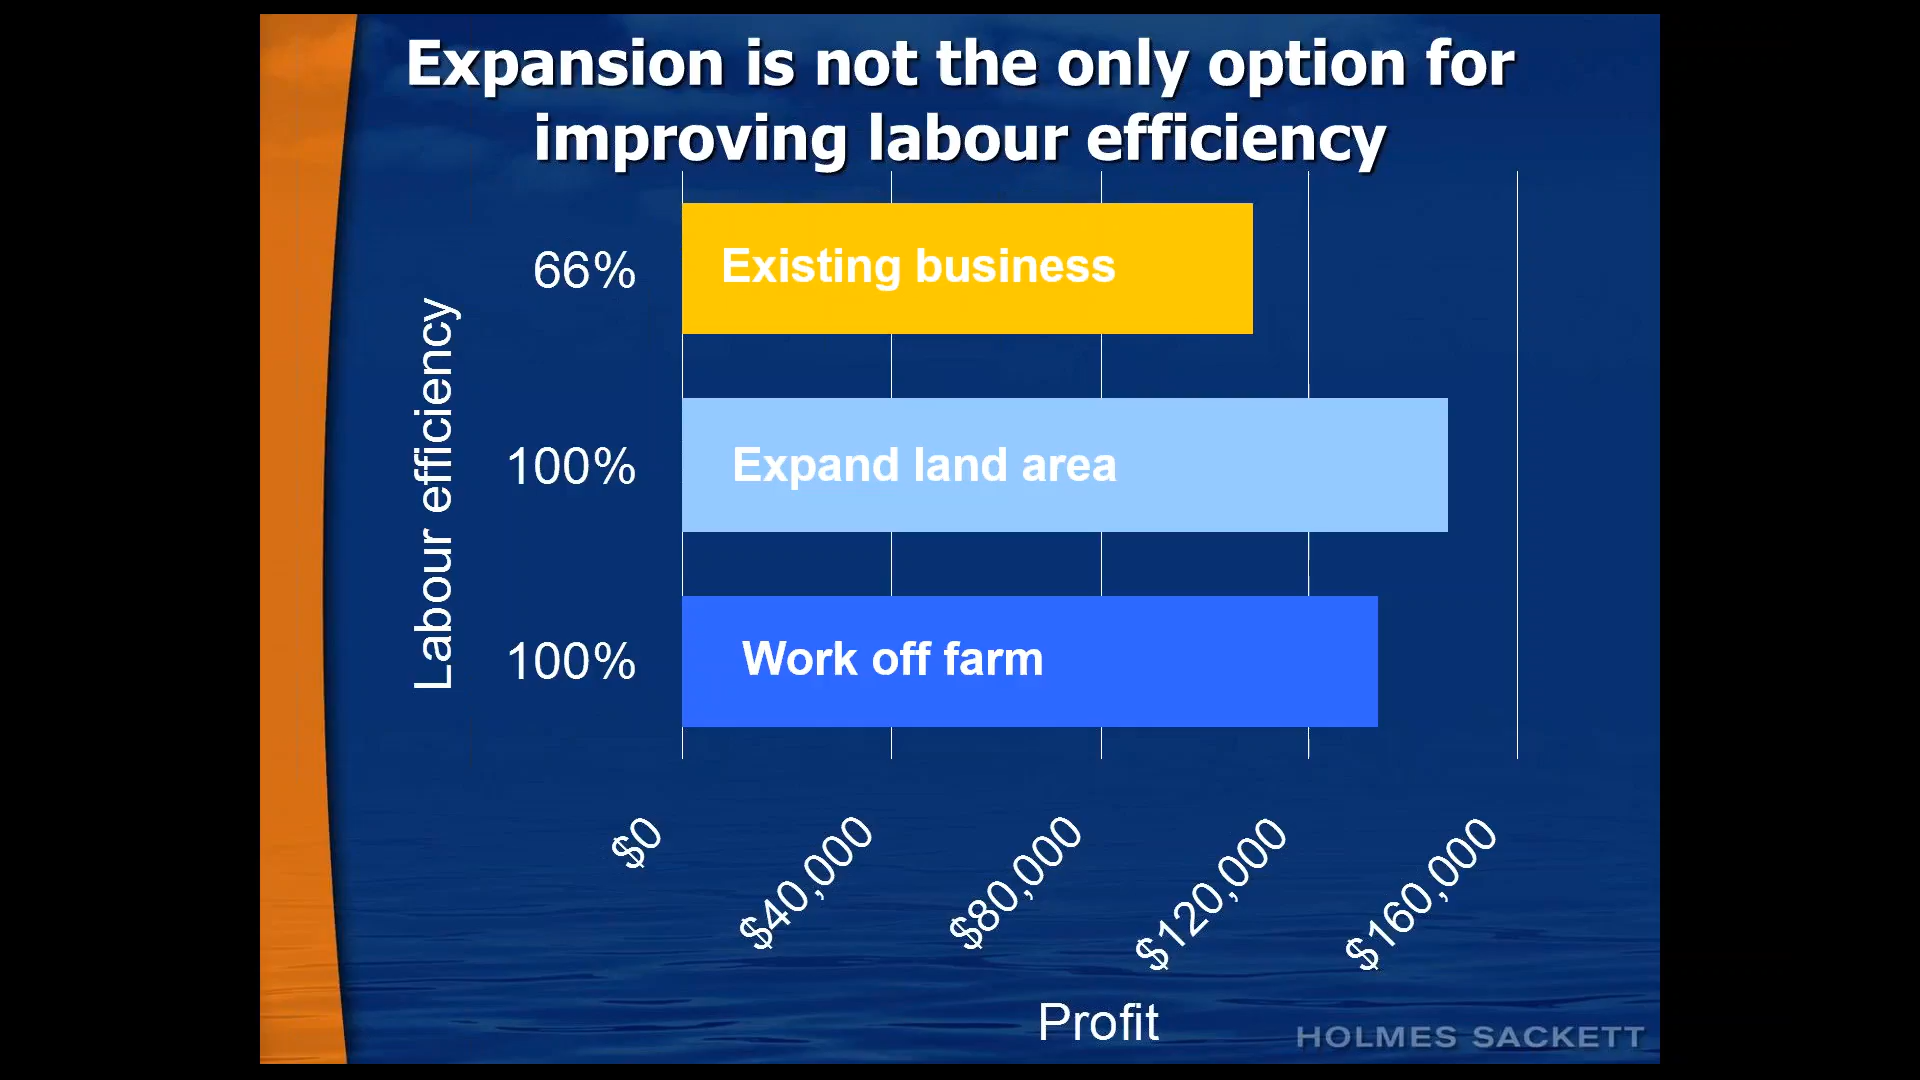 Expansion is not the only option for
improving labour efficiency
Labour efficiency
66%
Existing business
100%
Expand land area
100%
Work off farm
$0
$40,000
$80,000
$120,000
$160,000
Profit
HOLMES SACKETT